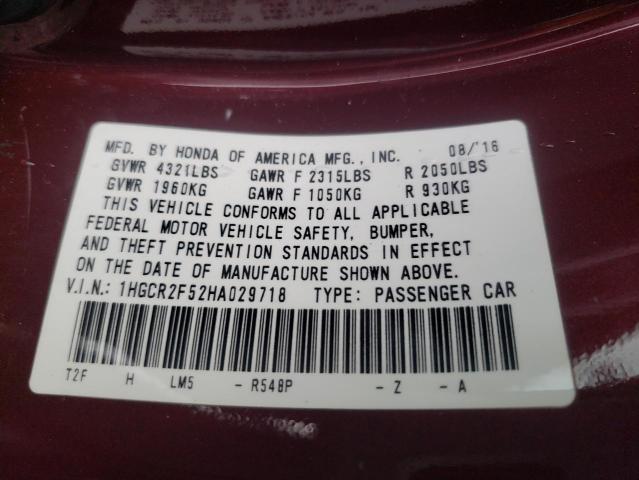 MFD. BY HONDA OF AMERICA MFG., INC. 08/'16
GVWR 4321LBS GAWR F 2315LBS R 2050LBS
GVWR 1960KG GAWR F 1050KG R 930KG
THIS VEHICLE CONFORMS TO ALL APPLICABLE
FEDERAL MOTOR VEHICLE SAFETY, BUMPER,
AND THEFT PREVENTION STANDARDS IN EFFECT
ON THE DATE OF MANUFACTURE SHOWN ABOVE.
V.I.N.: 1HGCR2F52HA029718 TYPE: PASSENGER CAR
T2F H LM5 - R548P - Z - A